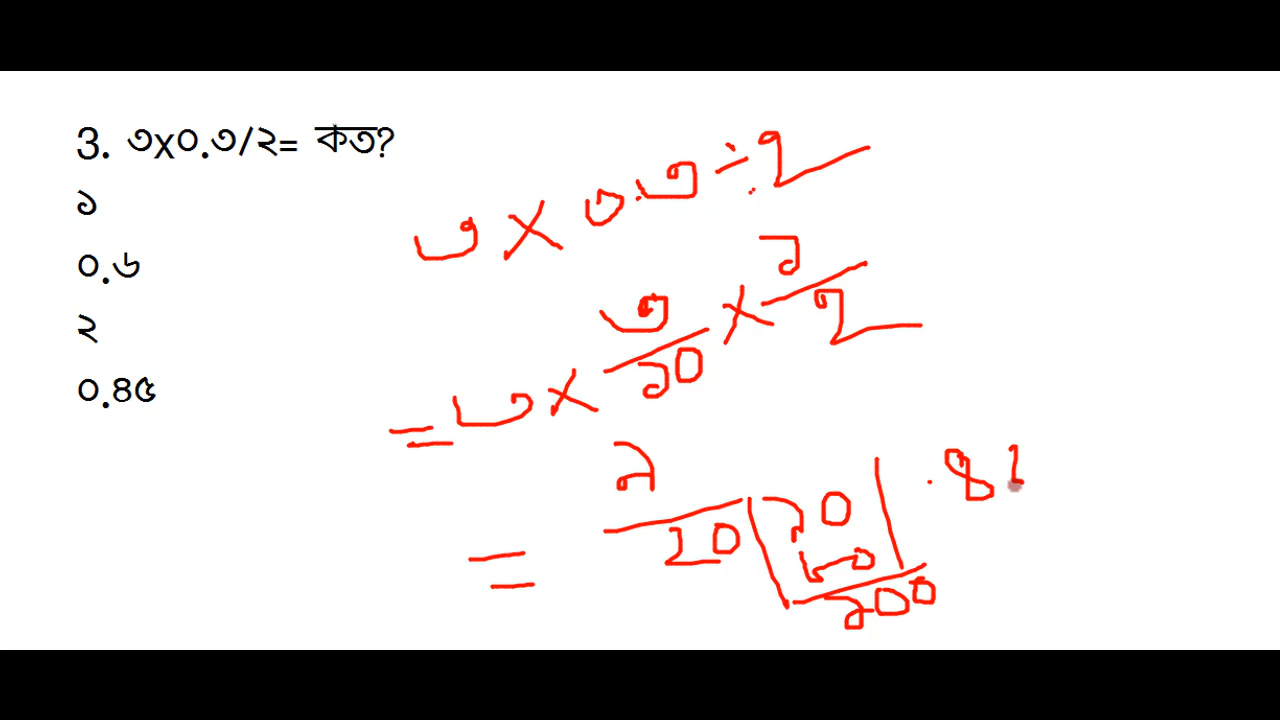 3. ৩x০.৩/২= কত?
১
০.৬
২
০.৪৫
৩ × ০.৩ ÷ ২
= ৩ × ৩/১০ × ১/২
= ৯/২০